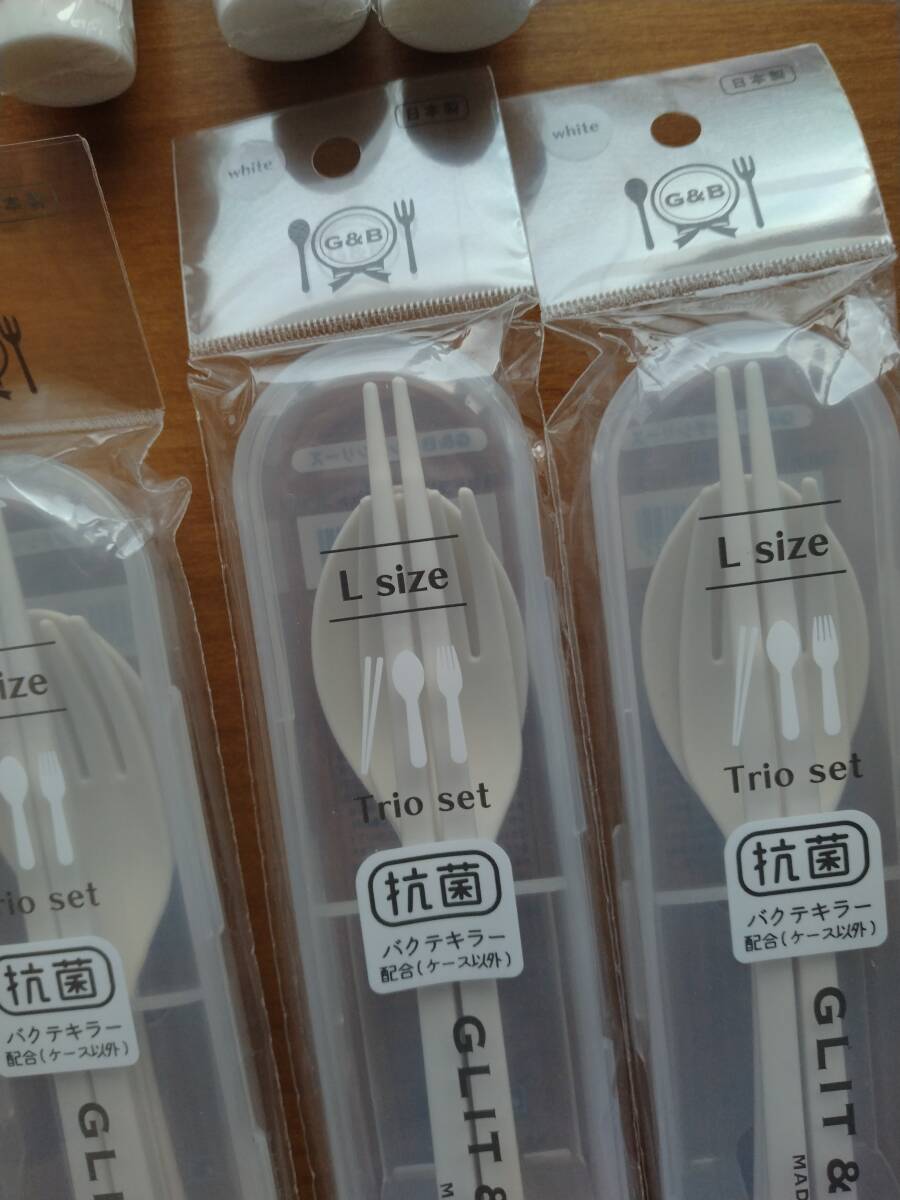 white
日本製
G&B
L size
Trio set
抗菌
バクテキラー
配合(ケース以外)
GLIT &
white
日本製
G&B
L size
Trio set
抗菌
バクテキラー
配合(ケース以外)
GLIT &
MAD
日本製
ize
rio set
抗菌
バクテキラー
配合(ケース以外)
GL